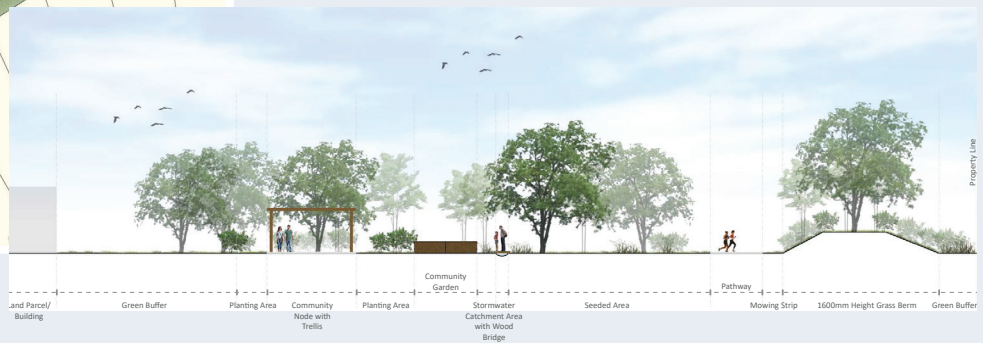 Property Line
Community
Garden
Pathway
Land Parcel/
Building
Green Buffer
Planting Area
Community
Node with
Trellis
Planting Area
Stormwater
Catchment Area
with Wood
Bridge
Seeded Area
Mowing Strip
1600mm Height Grass Berm
Green Buffer